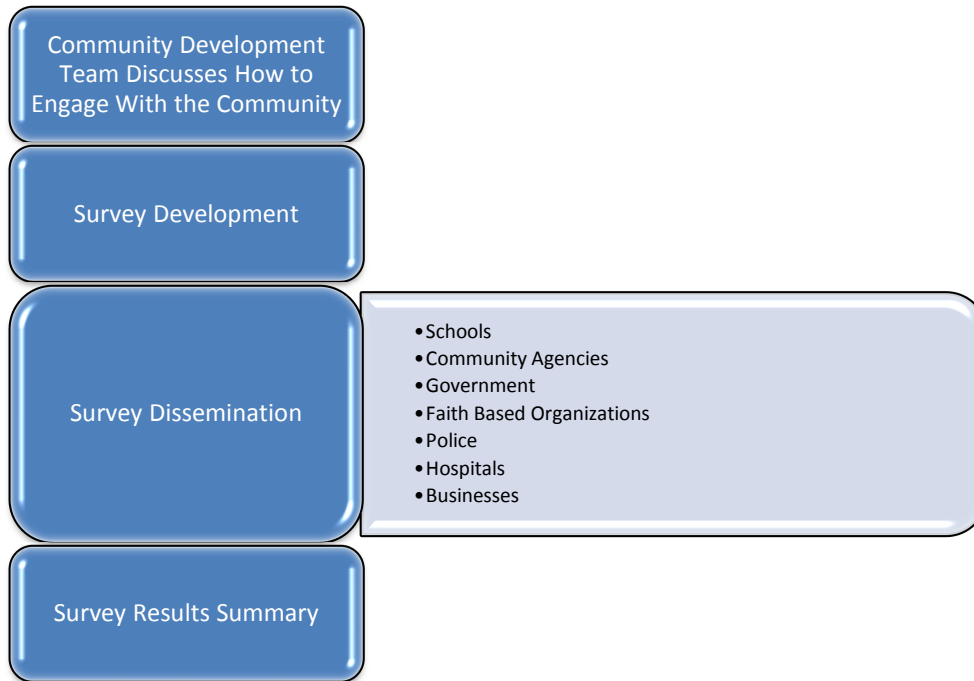 Community Development
Team Discusses How to
Engage With the Community
Survey Development
Survey Dissemination
•Schools
•Community Agencies
•Government
•Faith Based Organizations
•Police
•Hospitals
•Businesses
Survey Results Summary